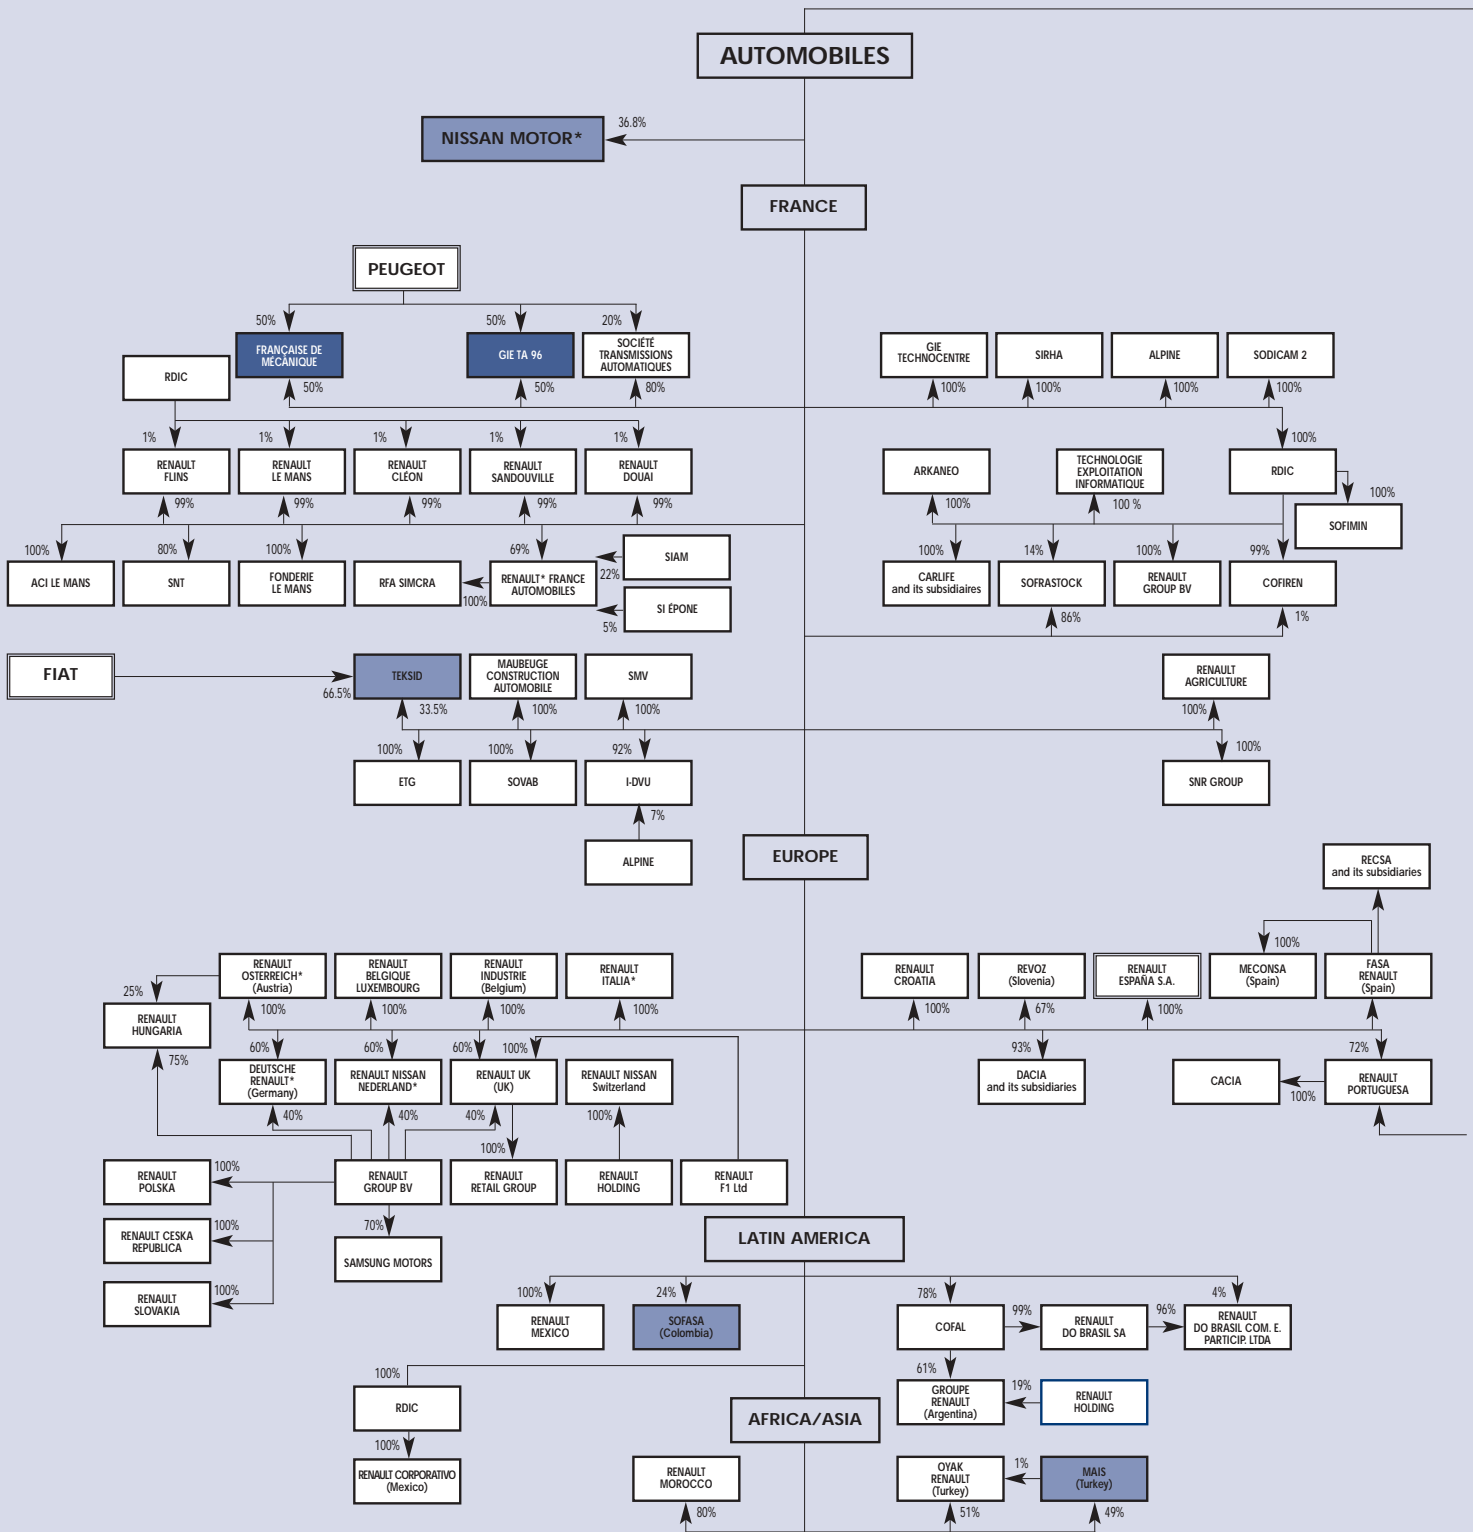 AUTOMOBILES
36.8%
NISSAN MOTOR*
FRANCE
PEUGEOT
50%
50%
20%
FRANÇAISE DE
MÉCANIQUE
GIE TA 96
SOCIÉTÉ
TRANSMISSIONS
AUTOMATIQUES
GIE
TECHNOCENTRE
SIRHA
ALPINE
SODICAM 2
RDIC
50%
50%
80%
100%
100%
100%
100%
1%
1%
1%
1%
1%
100%
RENAULT
FLINS
RENAULT
LE MANS
RENAULT
CLÉON
RENAULT
SANDOUVILLE
RENAULT
DOUAI
ARKANEO
TECHNOLOGIE
EXPLOITATION
INFORMATIQUE
RDIC
99%
99%
99%
99%
99%
100%
100 %
100%
SOFIMIN
100%
80%
100%
69%
100%
14%
100%
99%
ACI LE MANS
SNT
FONDERIE
LE MANS
RFA SIMCRA
100%
RENAULT* FRANCE
AUTOMOBILES
22%
SIAM
5%
SI ÉPONE
CARLIFE
and its subsidiaires
SOFRASTOCK
RENAULT
GROUP BV
COFIREN
86%
1%
FIAT
66.5%
TEKSID
MAUBEUGE
CONSTRUCTION
AUTOMOBILE
SMV
RENAULT
AGRICULTURE
33.5%
100%
100%
100%
100%
100%
92%
100%
ETG
SOVAB
I-DVU
SNR GROUP
7%
ALPINE
EUROPE
RECSA
and its subsidiaries
100%
RENAULT
OSTERREICH*
(Austria)
RENAULT
BELGIQUE
LUXEMBOURG
RENAULT
INDUSTRIE
(Belgium)
RENAULT
ITALIA*
RENAULT
CROATIA
REVOZ
(Slovenia)
RENAULT
ESPAÑA S.A.
MECONSA
(Spain)
FASA
RENAULT
(Spain)
25%
100%
100%
100%
100%
100%
67%
100%
RENAULT
HUNGARIA
75%
60%
60%
60%
100%
93%
72%
DEUTSCHE
RENAULT*
(Germany)
RENAULT NISSAN
NEDERLAND*
RENAULT UK
(UK)
RENAULT NISSAN
Switzerland
DACIA
and its subsidiaries
CACIA
100%
RENAULT
PORTUGUESA
40%
40%
40%
100%
100%
RENAULT
POLSKA
100%
RENAULT
GROUP BV
RENAULT
RETAIL GROUP
RENAULT
HOLDING
RENAULT
F1 Ltd
RENAULT CESKA
REPUBLICA
100%
70%
SAMSUNG MOTORS
LATIN AMERICA
RENAULT
SLOVAKIA
100%
100%
24%
78%
4%
RENAULT
MEXICO
SOFASA
(Colombia)
COFAL
99%
RENAULT
DO BRASIL SA
96%
RENAULT
DO BRASIL COM. E.
PARTICIP. LTDA
100%
61%
RDIC
GROUPE
RENAULT
(Argentina)
19%
RENAULT
HOLDING
AFRICA/ASIA
100%
RENAULT CORPORATIVO
(Mexico)
RENAULT
MOROCCO
OYAK
RENAULT
(Turkey)
1%
MAIS
(Turkey)
80%
51%
49%